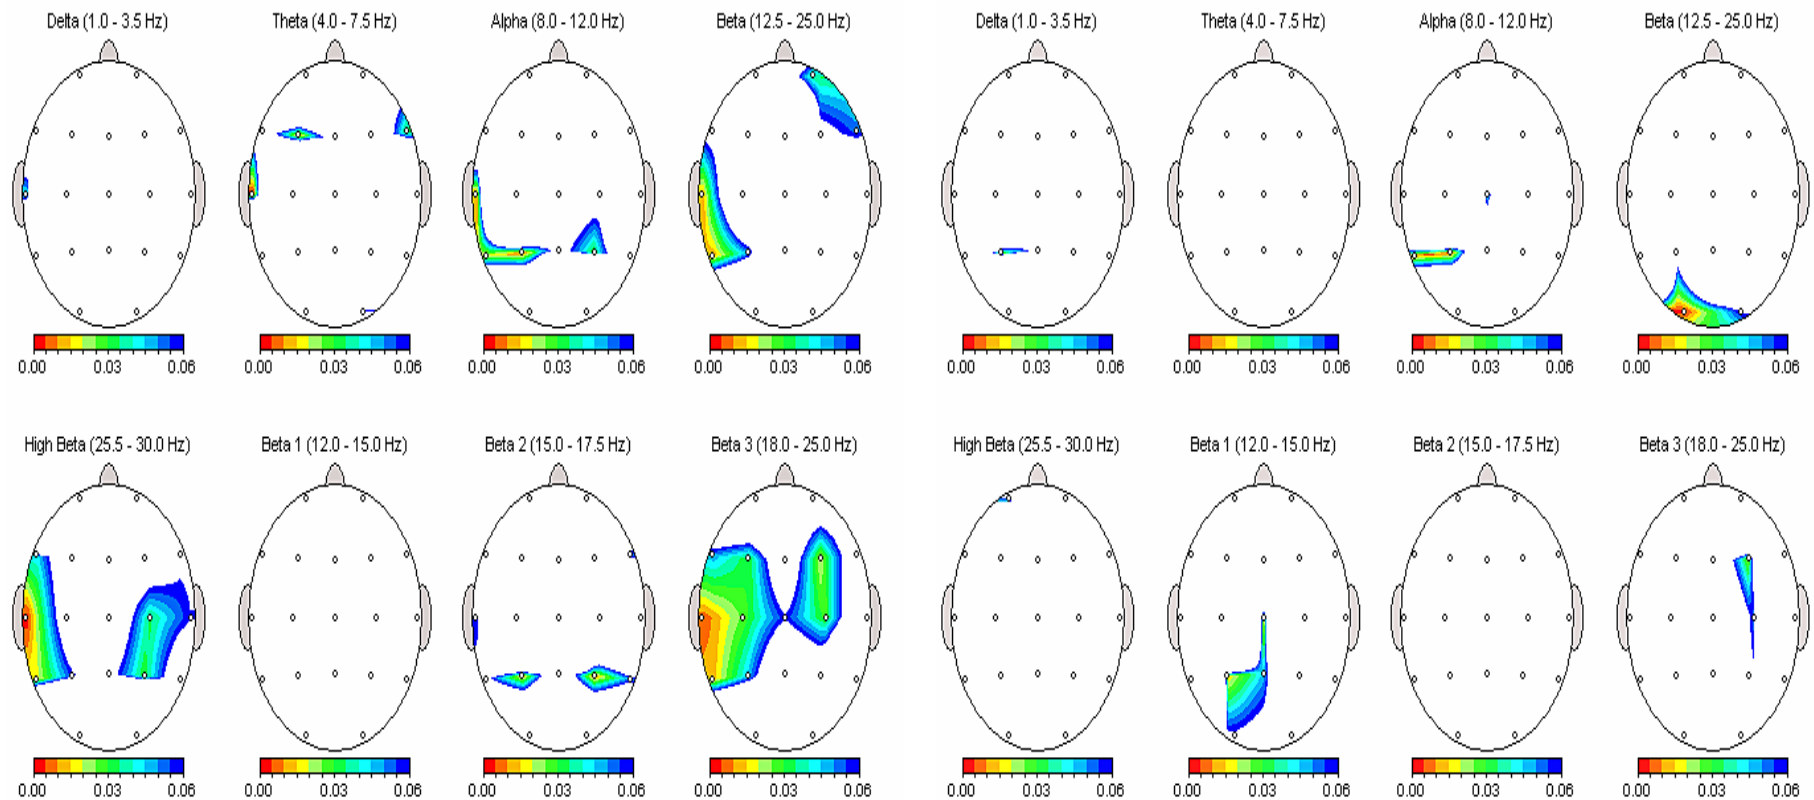 Delta (1.0 - 3.5 Hz) Theta (4.0 - 7.5 Hz) Alpha (8.0 - 12.0 Hz) Beta (12.5 - 25.0 Hz) Delta (1.0 - 3.5 Hz) Theta (4.0 - 7.5 Hz) Alpha (8.0 - 12.0 Hz) Beta (12.5 - 25.0 Hz)
0.00 0.03 0.06 0.00 0.03 0.06 0.00 0.03 0.06 0.00 0.03 0.06 0.00 0.03 0.06 0.00 0.03 0.06 0.00 0.03 0.06 0.00 0.03 0.06
High Beta (25.5 - 30.0 Hz) Beta 1 (12.0 - 15.0 Hz) Beta 2 (15.0 - 17.5 Hz) Beta 3 (18.0 - 25.0 Hz) High Beta (25.5 - 30.0 Hz) Beta 1 (12.0 - 15.0 Hz) Beta 2 (15.0 - 17.5 Hz) Beta 3 (18.0 - 25.0 Hz)
0.00 0.03 0.06 0.00 0.03 0.06 0.00 0.03 0.06 0.00 0.03 0.06 0.00 0.03 0.06 0.00 0.03 0.06 0.00 0.03 0.06 0.00 0.03 0.06